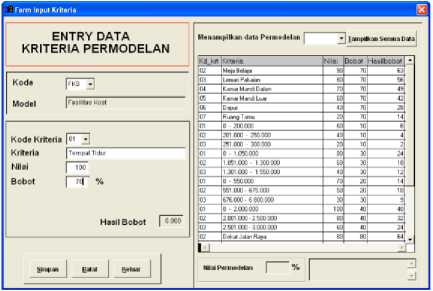 Form Input Kriteria
ENTRY DATA
KRITERIA PERMODELAN
Kode FKS
Model Fasilitas Kost
Kode Kriteria 01
Kriteria Tempat Tidur
Nilai 100
Bobot 70 %
Hasil Bobot 0.000
Simpan Batal Keluar
Menampilkan data Permodelan Tampilkan Semua Data
Kd_krt Kriteria Nilai Bobot Hasilbobot
02 Meja Belajar 90 70 63
03 Lemari Pakaian 80 70 56
04 Kamar Mandi Dalam 70 70 49
05 Kamar Mandi Luar 60 70 42
06 Dapur 40 70 28
07 Ruang Tamu 20 70 14
01 0 - 200.000 60 10 6
02 201.000 - 250.000 40 10 4
03 251.000 - 300.000 20 10 2
01 0 - 1.050.000 80 30 24
02 1.051.000 - 1.300.000 60 30 18
03 1.301.000 - 1.550.000 40 30 12
01 0 - 550.000 70 20 14
02 551.000 - 675.000 50 20 10
03 676.000 - 6.800.000 30 30 9
01 0 - 2.000.000 100 40 40
02 2.001.000 - 2.500.000 80 40 32
03 2.501.000 - 3.000.000 60 40 24
02 Dekat Jalan Raya 80 80 64
Nilai Permodelan %